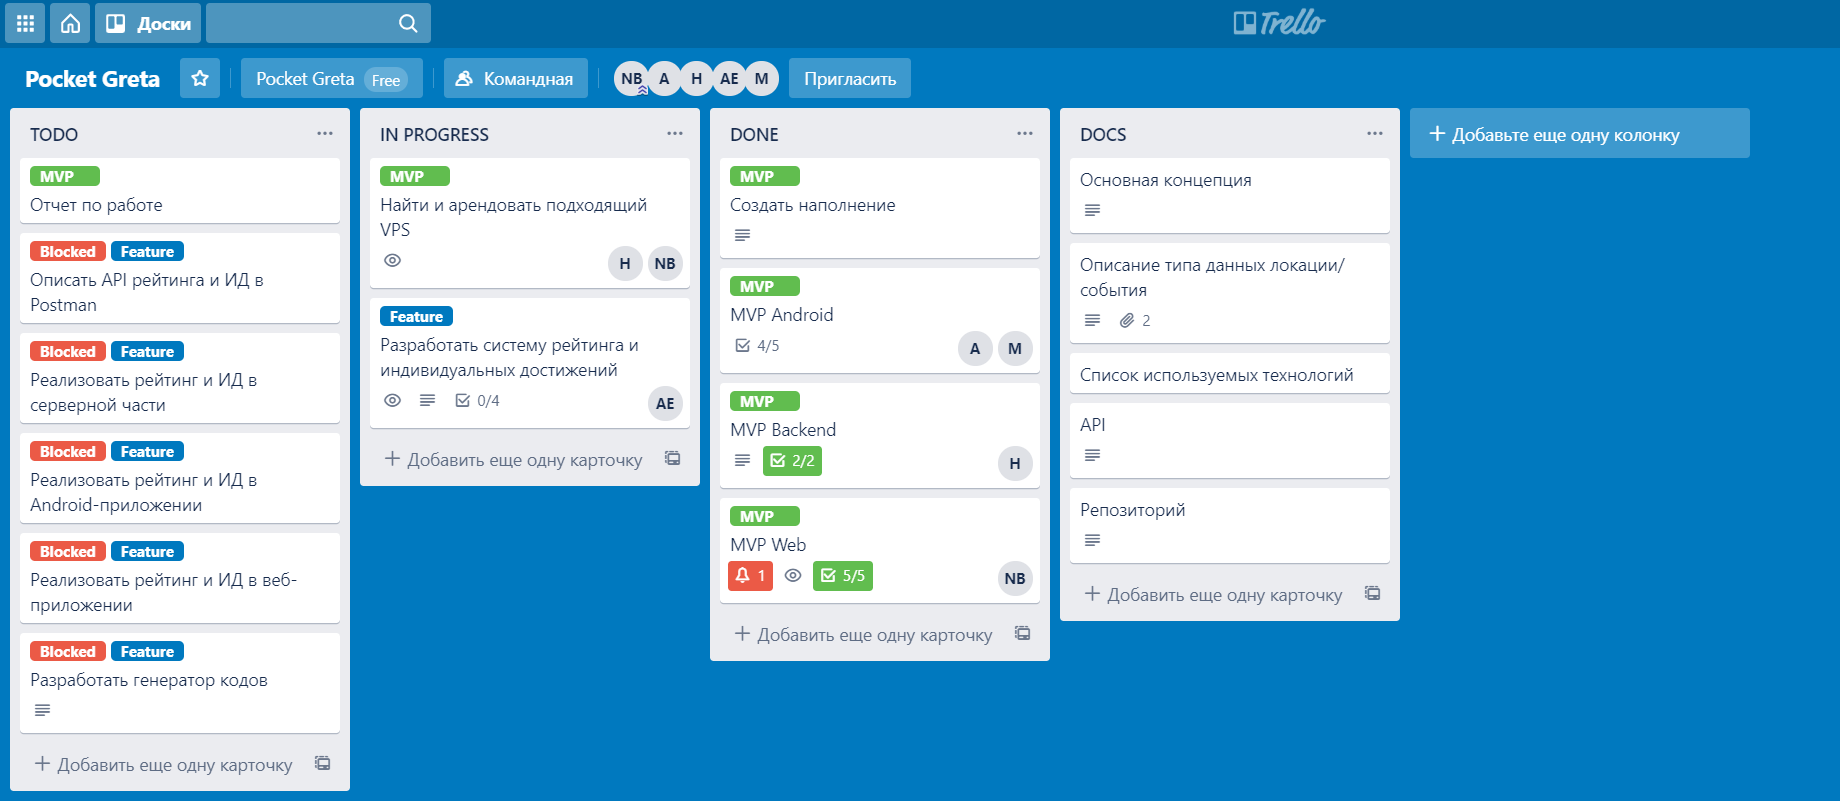 Доски
Trello
Pocket Greta
Pocket Greta Free
Командная
NB A H AE M
Пригласить
TODO
MVP
Отчет по работе
Blocked Feature
Описать API рейтинга и ИД в
Postman
Blocked Feature
Реализовать рейтинг и ИД в
серверной части
Blocked Feature
Реализовать рейтинг и ИД в
Android-приложении
Blocked Feature
Реализовать рейтинг и ИД в веб-
приложении
Blocked Feature
Разработать генератор кодов
+ Добавить еще одну карточку
IN PROGRESS
MVP
Найти и арендовать подходящий
VPS
H NB
Feature
Разработать систему рейтинга и
индивидуальных достижений
0/4
AE
+ Добавить еще одну карточку
DONE
MVP
Создать наполнение
MVP
MVP Android
4/5
A M
MVP
MVP Backend
2/2
H
MVP
MVP Web
1 5/5
NB
+ Добавить еще одну карточку
DOCS
Основная концепция
Описание типа данных локации/
события
2
Список используемых технологий
API
Репозиторий
+ Добавить еще одну карточку
+ Добавьте еще одну колонку